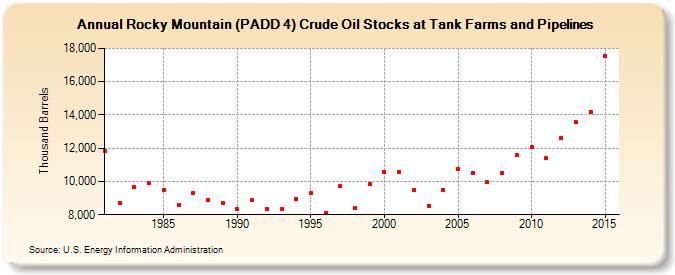 Annual Rocky Mountain (PADD 4) Crude Oil Stocks at Tank Farms and Pipelines
Thousand Barrels
18,000
16,000
14,000
12,000
10,000
8,000
1985 1990 1995 2000 2005 2010 2015
Source: U.S. Energy Information Administration